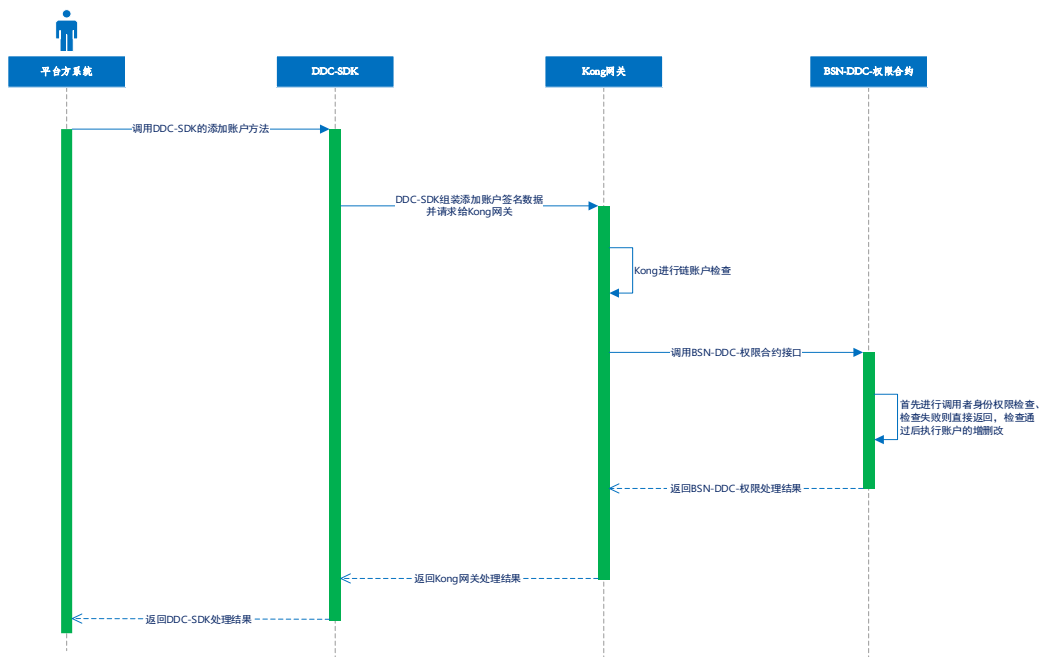 平台方系统
DDC-SDK
Kong网关
BSN-DDC-权限合约
调用DDC-SDK的添加账户方法
DDC-SDK组装添加账户签名数据
并请求给Kong网关
Kong进行链账户检查
调用BSN-DDC-权限合约接口
首先进行调用者身份权限检查、
检查失败则直接返回，检查通
过后执行账户的增删改
返回BSN-DDC-权限处理结果
返回Kong网关处理结果
返回DDC-SDK处理结果